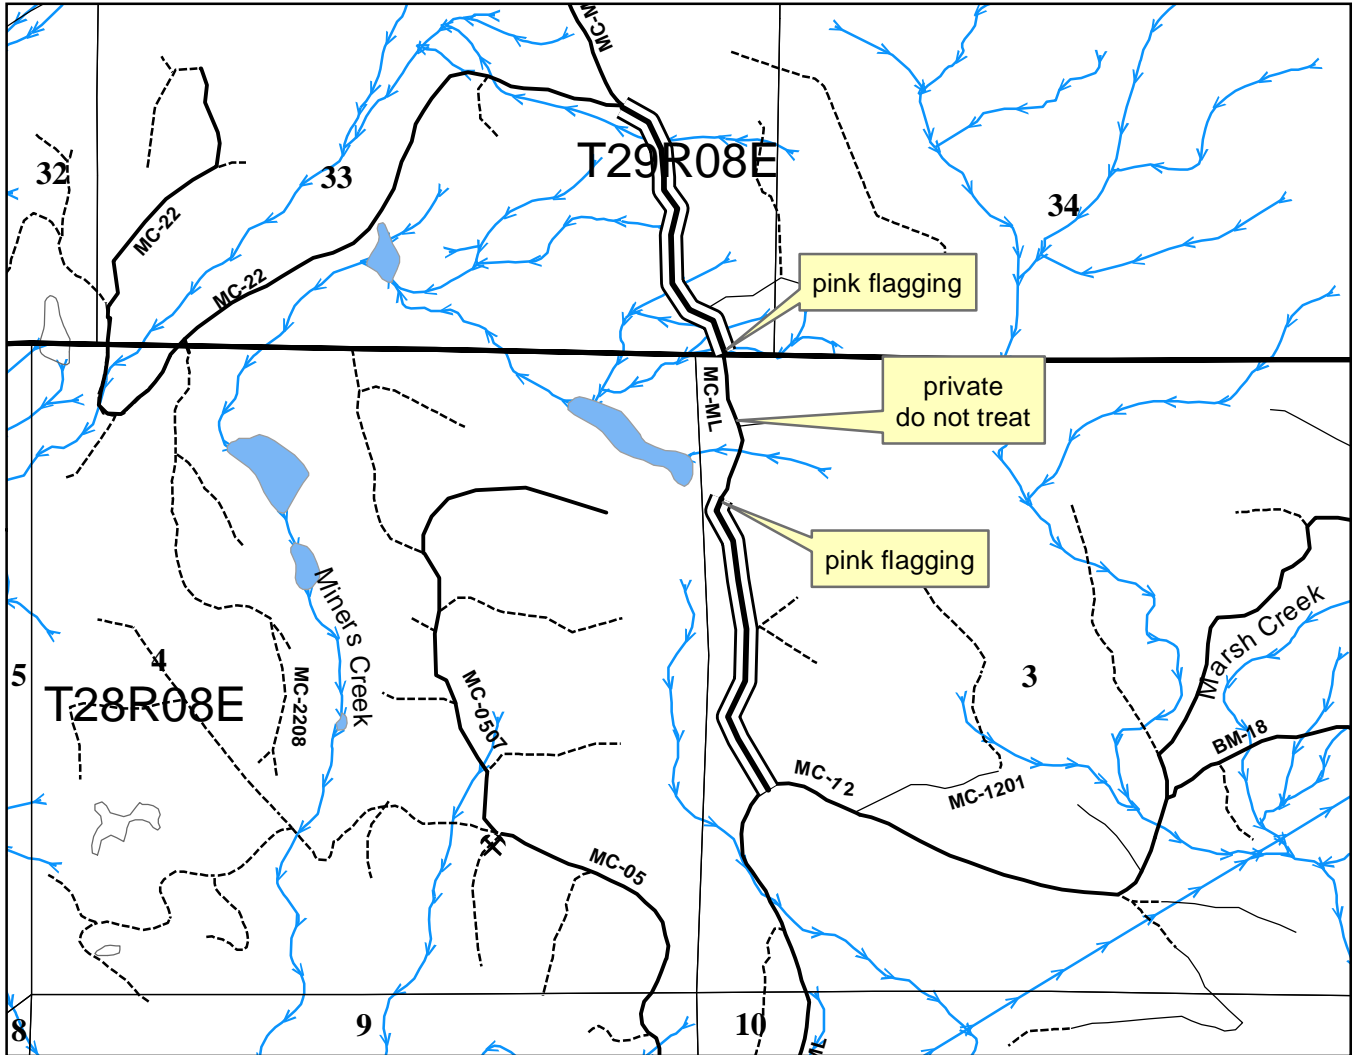 MC-M
T29R08E
32
33
34
MC-22
MC-22
pink flagging
MC-ML
private
do not treat
pink flagging
Miners Creek
Marsh Creek
5
4
3
T28R08E
MC-2208
MC-0507
BM-18
MC-12
MC-1201
MC-05
8
9
10
ML